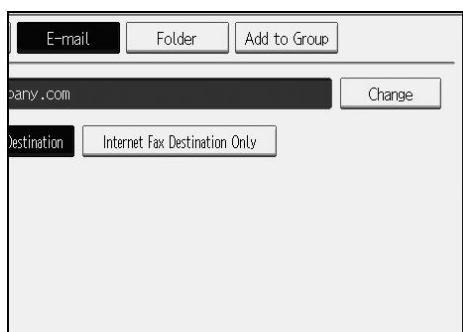 E-mail Folder Add to Group
pany.com Change
Destination Internet Fax Destination Only